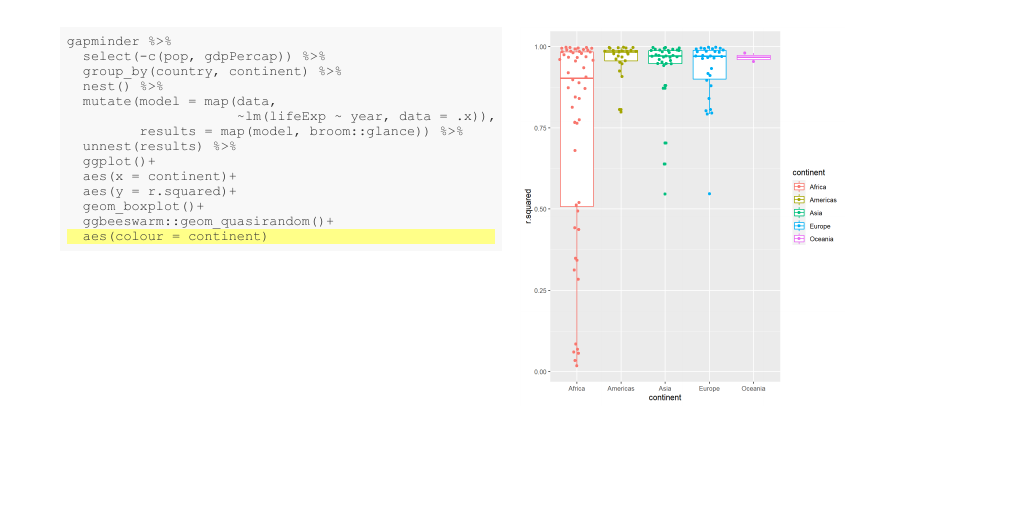 gapminder %>%
select(-c(pop, gdpPercap)) %>%
group_by(country, continent) %>%
nest() %>%
mutate(model = map(data,
~lm(lifeExp ~ year, data = .x)),
results = map(model, broom::glance)) %>%
unnest(results) %>%
ggplot()+
aes(x = continent)+
aes(y = r.squared)+
geom_boxplot()+
ggbeeswarm::geom_quasirandom()+
aes(colour = continent)
r.squared
1.00
0.75
0.50
0.25
0.00
Africa Americas Asia Europe Oceania
continent
continent
Africa
Americas
Asia
Europe
Oceania